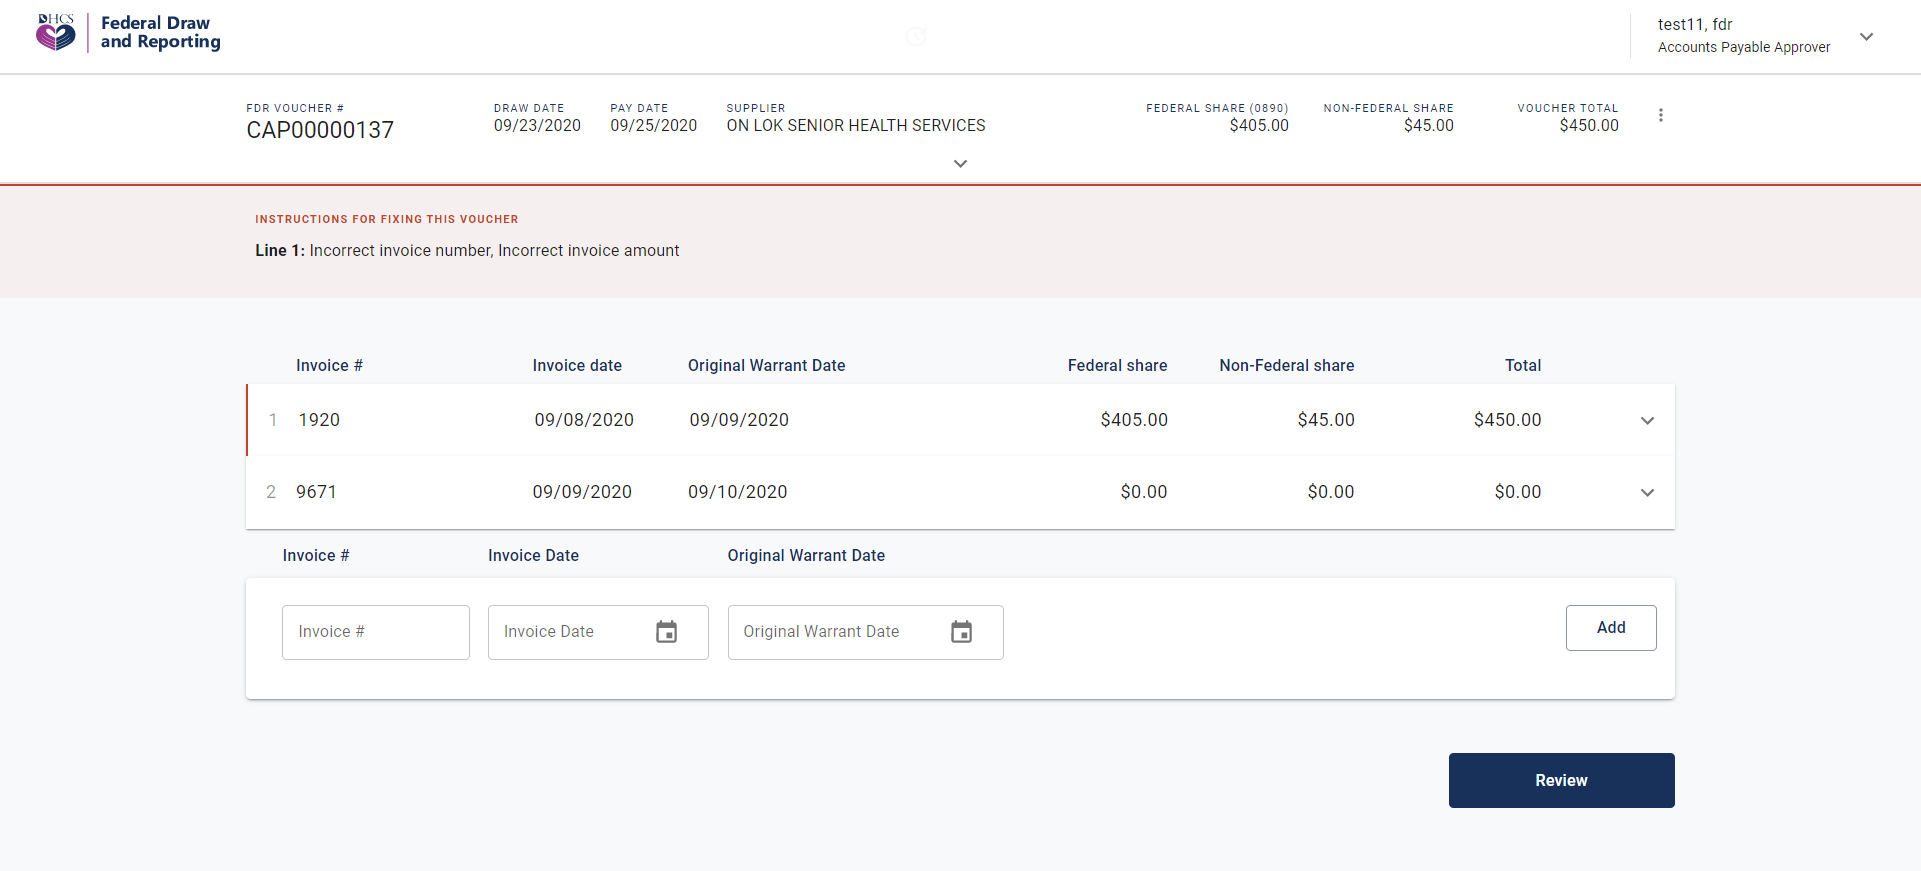 DHCS
Federal Draw
and Reporting
test11, fdr
Accounts Payable Approver
FDR VOUCHER #
CAP00000137
DRAW DATE
09/23/2020
PAY DATE
09/25/2020
SUPPLIER
ON LOK SENIOR HEALTH SERVICES
FEDERAL SHARE (0890)
$405.00
NON-FEDERAL SHARE
$45.00
VOUCHER TOTAL
$450.00
INSTRUCTIONS FOR FIXING THIS VOUCHER
Line 1: Incorrect invoice number, Incorrect invoice amount
Invoice # Invoice date Original Warrant Date Federal share Non-Federal share Total
1 1920 09/08/2020 09/09/2020 $405.00 $45.00 $450.00
2 9671 09/09/2020 09/10/2020 $0.00 $0.00 $0.00
Invoice # Invoice Date Original Warrant Date
Invoice # Invoice Date Original Warrant Date Add
Review